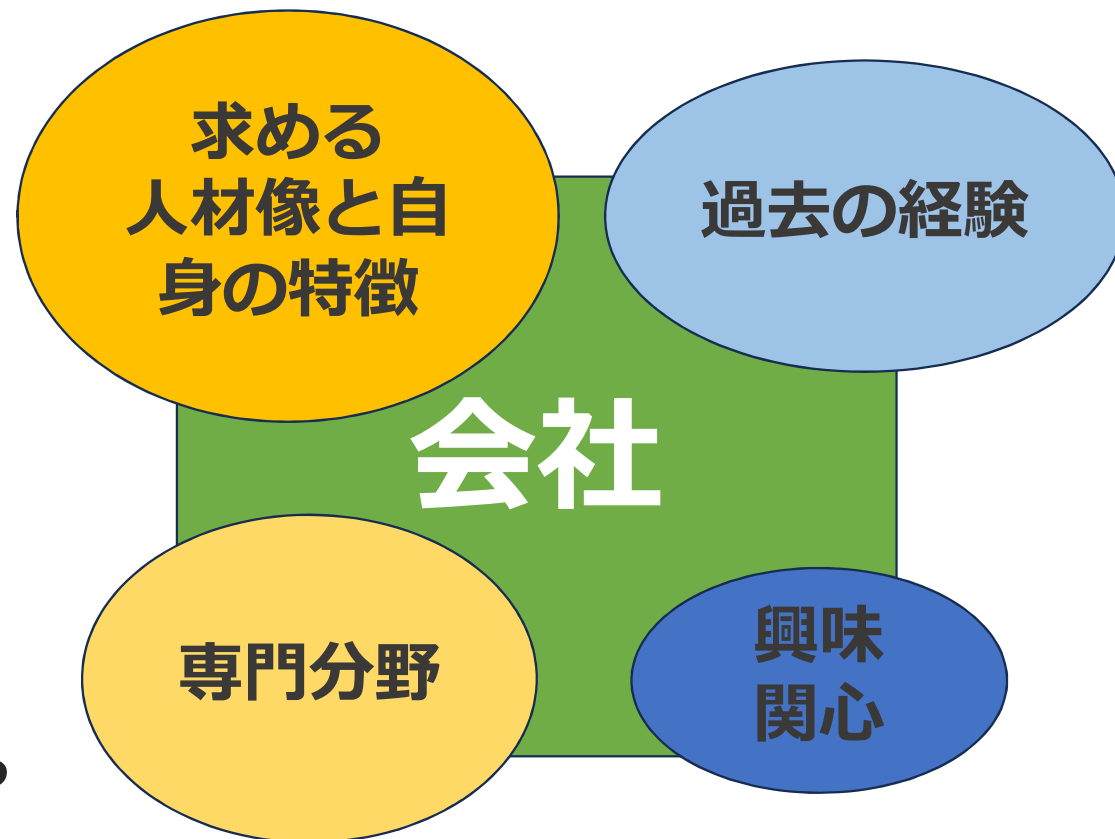 求める
人材像と自
身の特徴
過去の経験
会社
専門分野
興味
関心